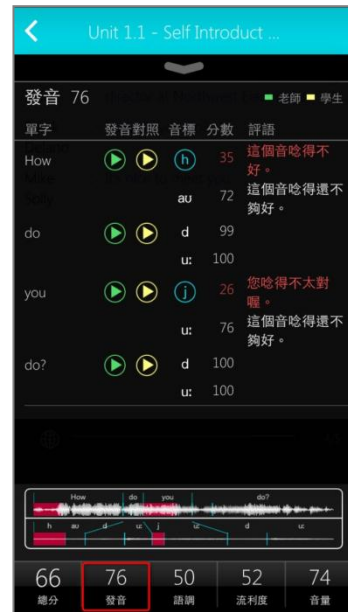 Unit 1.1 - Self Introduct ...
發音 76
老師 學生
單字 發音對照 音標 分數 評語
How h 35 這個音唸得不
好。
aʊ 72 這個音唸得還不
夠好。
do d 99
u: 100
you j 26 您唸得不太對
喔。
u: 76 這個音唸得還不
夠好。
do? d 100
u: 100
How do you do?
h aʊ d u: j u: d u:
66 76 50 52 74
總分 發音 語調 流利度 音量